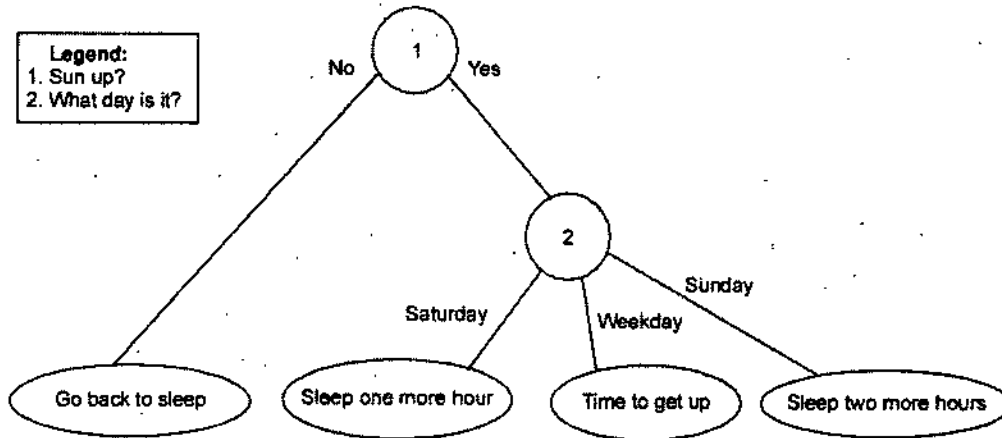 Legend:
1. Sun up?
2. What day is it?
1
No
Yes
2
Saturday
Weekday
Sunday
Go back to sleep
Sleep one more hour
Time to get up
Sleep two more hours